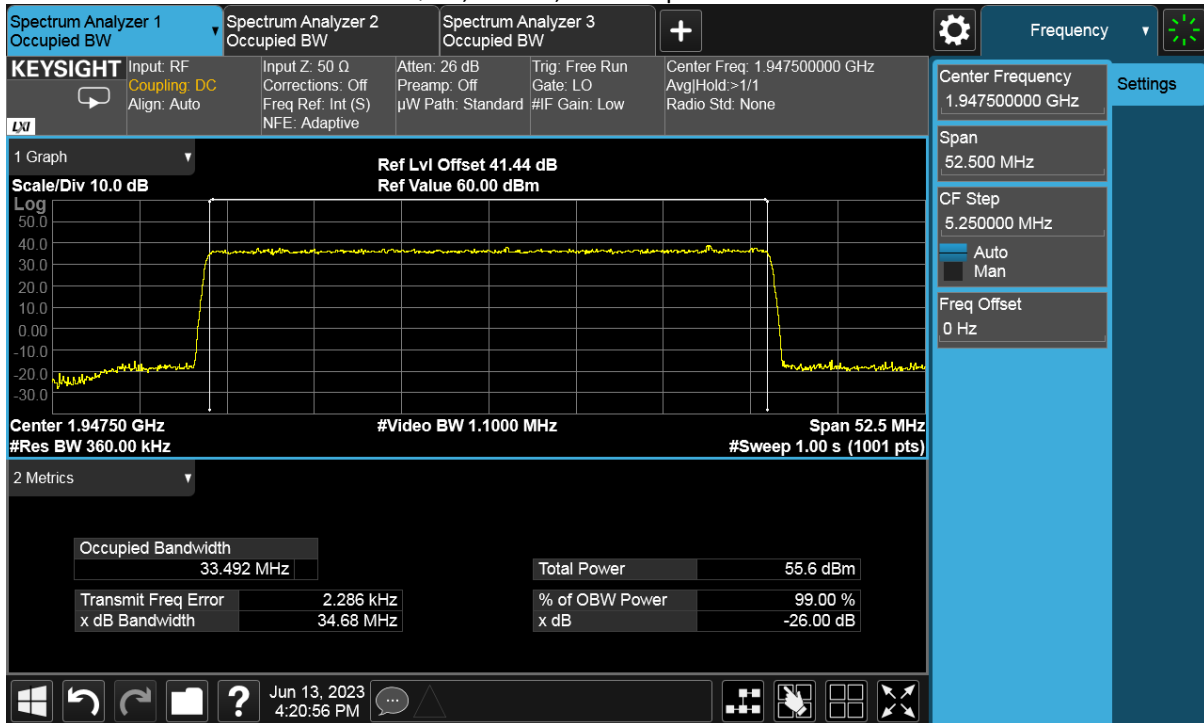 Spectrum Analyzer 1
Occupied BW
Spectrum Analyzer 2
Occupied BW
Spectrum Analyzer 3
Occupied BW
+
Frequency
KEYSIGHT
LXI
Input: RF
Coupling: DC
Align: Auto
Input Z: 50 Ω
Corrections: Off
Freq Ref: Int (S)
NFE: Adaptive
Atten: 26 dB
Preamp: Off
µW Path: Standard
Trig: Free Run
Gate: LO
#IF Gain: Low
Center Freq: 1.947500000 GHz
Avg|Hold:>1/1
Radio Std: None
Center Frequency
1.947500000 GHz
Settings
Span
52.500 MHz
CF Step
5.250000 MHz
Auto
Man
Freq Offset
0 Hz
1 Graph
Scale/Div 10.0 dB
Ref Lvl Offset 41.44 dB
Ref Value 60.00 dBm
Log
50.0
40.0
30.0
20.0
10.0
0.00
-10.0
-20.0
-30.0
Center 1.94750 GHz
#Video BW 1.1000 MHz
Span 52.5 MHz
#Res BW 360.00 kHz
#Sweep 1.00 s (1001 pts)
2 Metrics
Occupied Bandwidth
33.492 MHz
Total Power 55.6 dBm
Transmit Freq Error 2.286 kHz
% of OBW Power 99.00 %
x dB Bandwidth 34.68 MHz
x dB -26.00 dB
?
Jun 13, 2023
4:20:56 PM